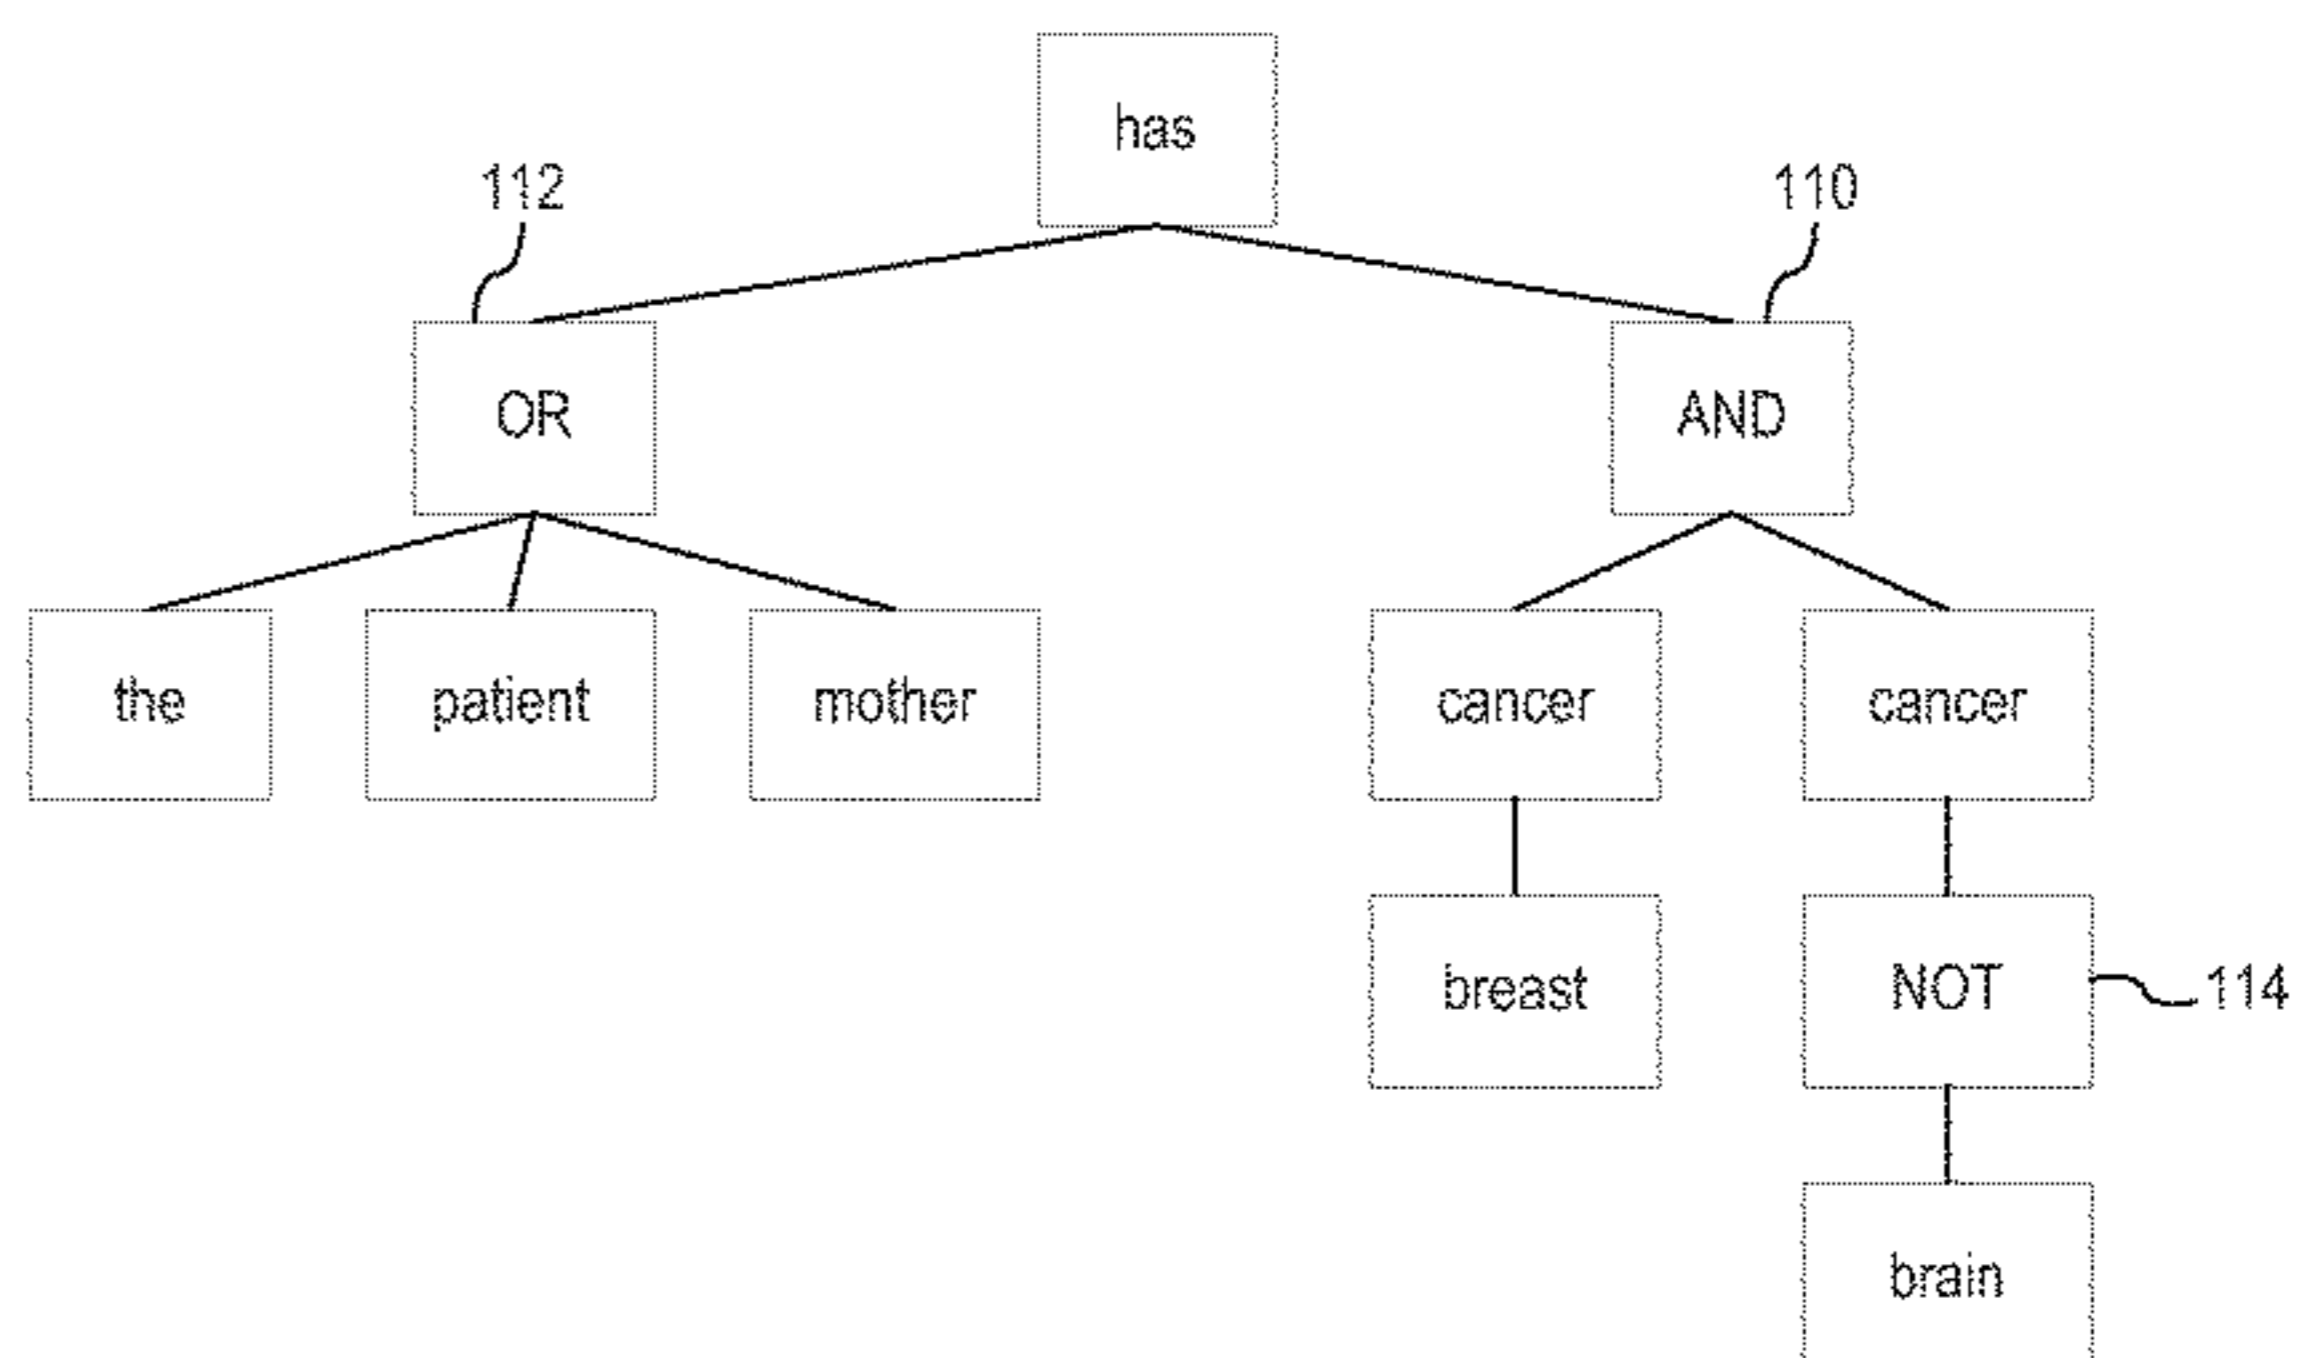 has
112
110
OR
AND
the
patient
mother
cancer
cancer
breast
NOT
114
brain